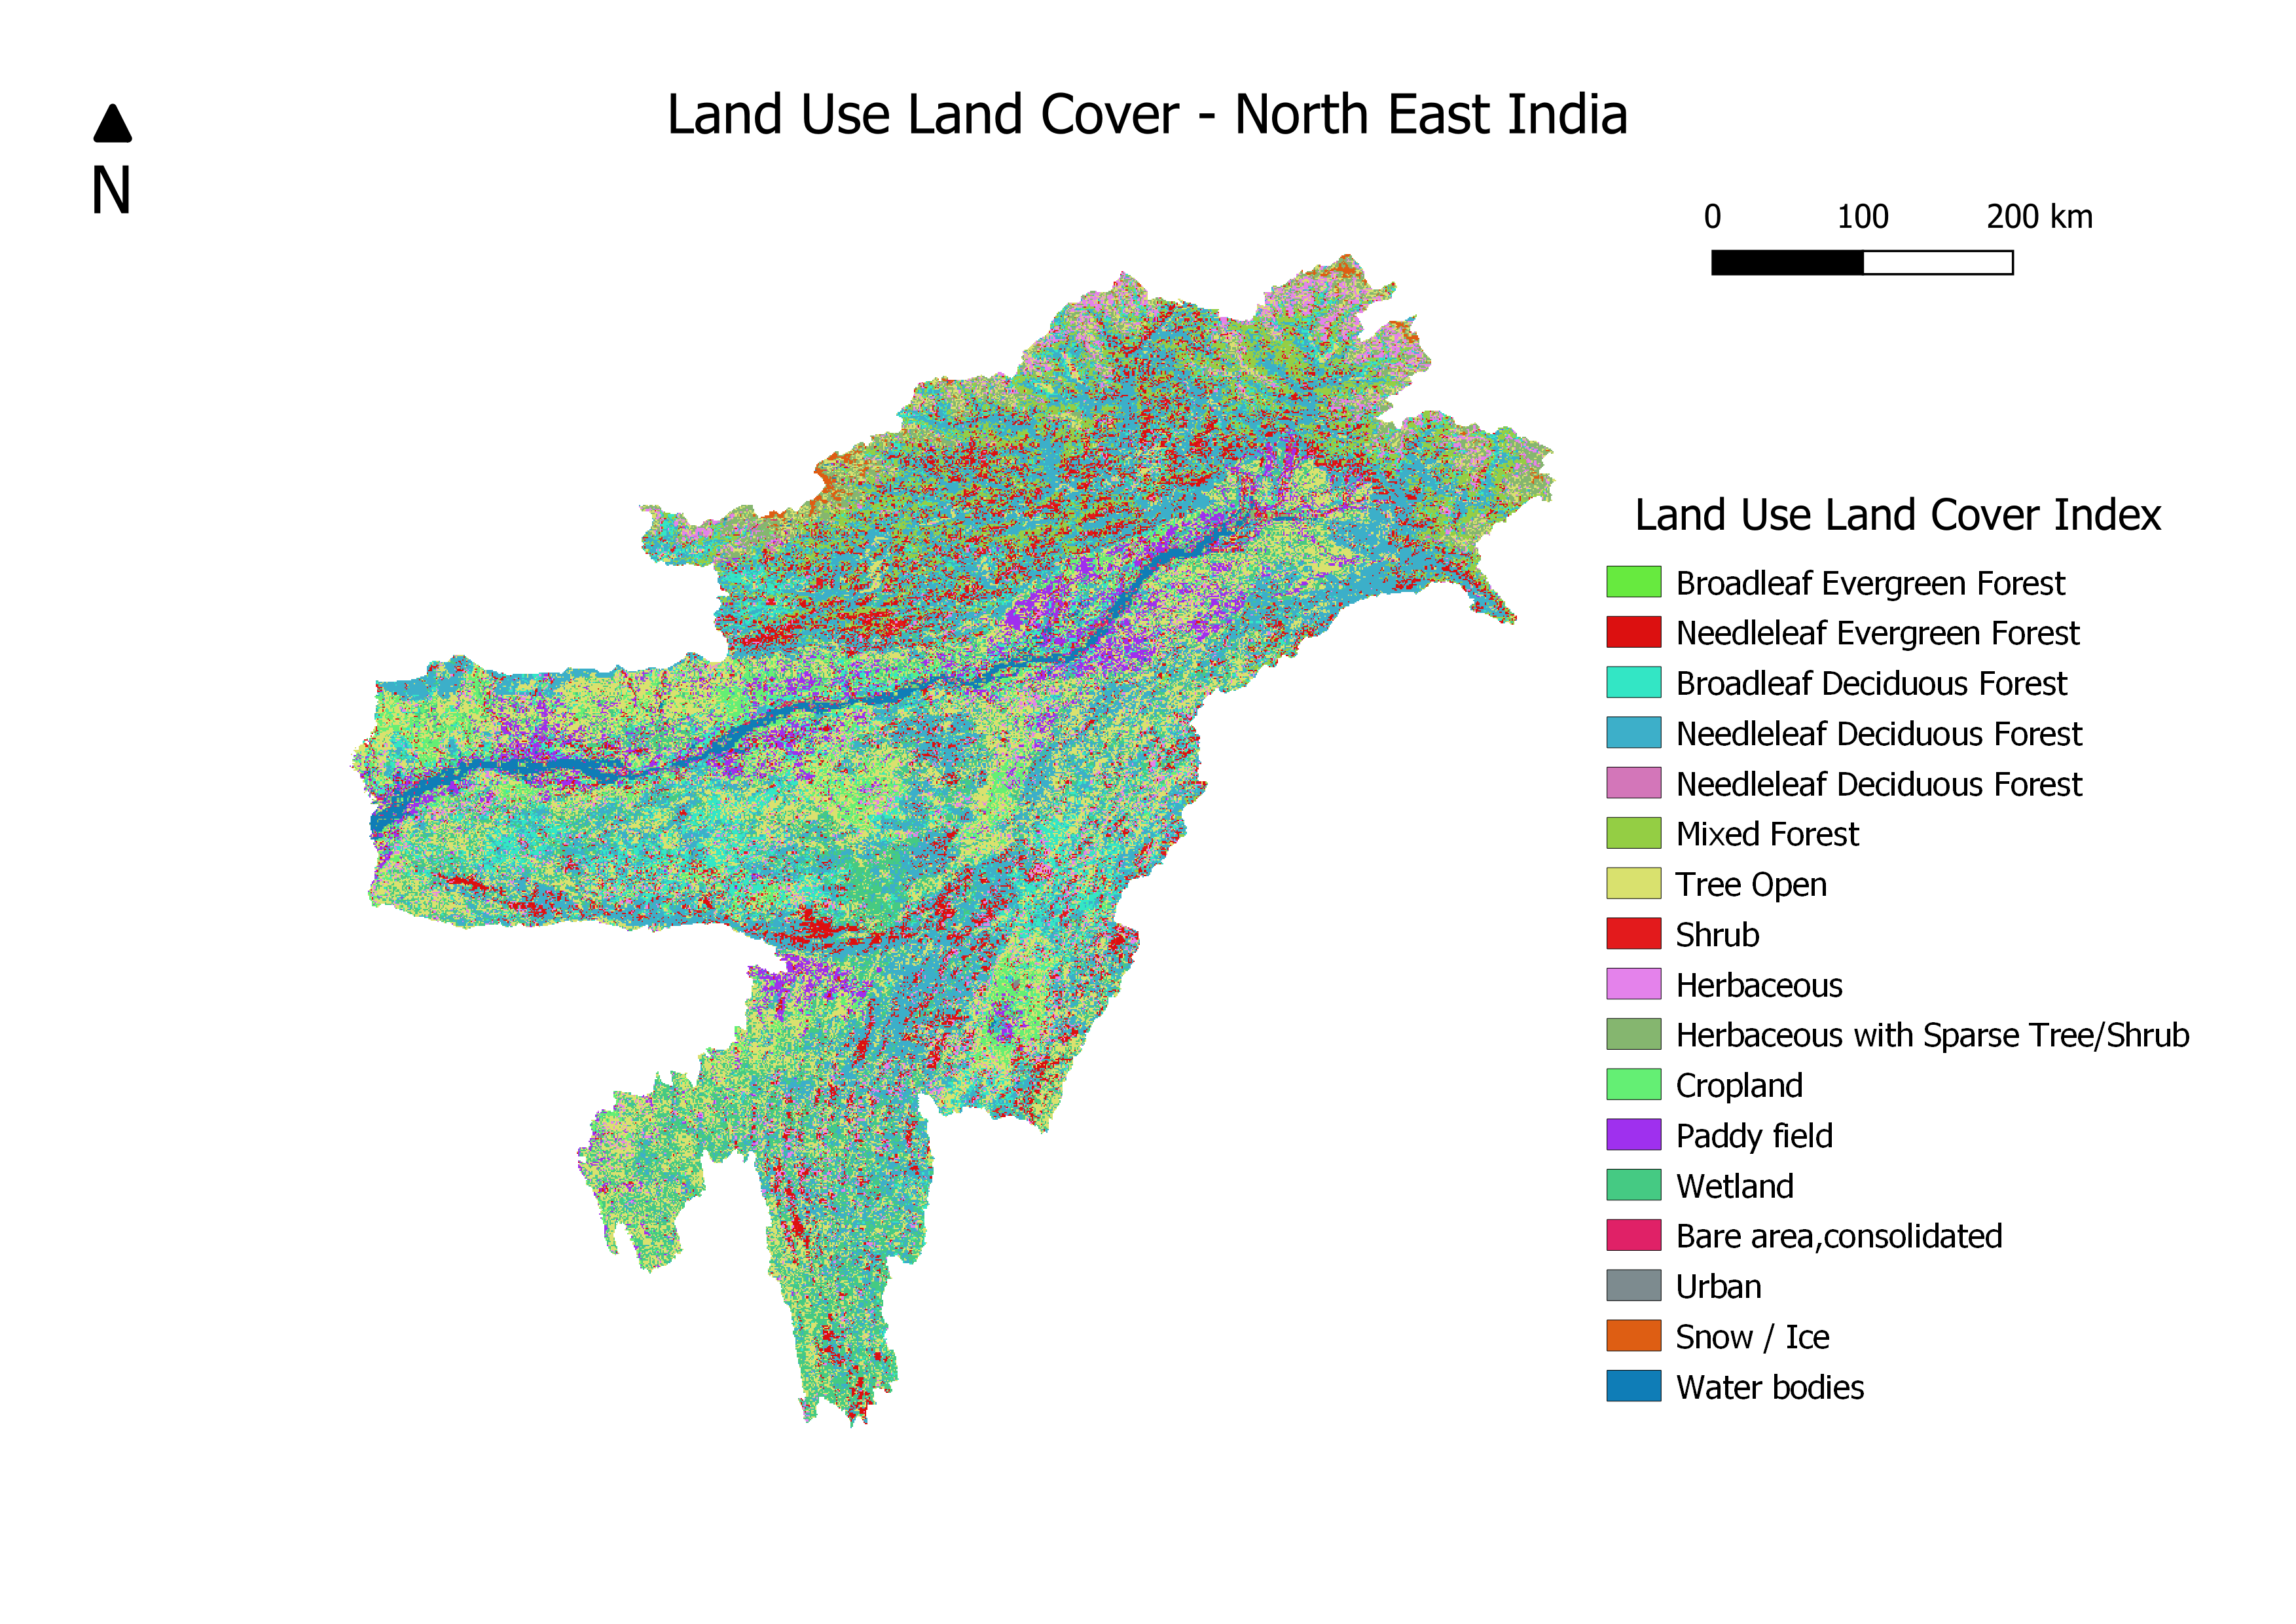 Land Use Land Cover - North East India
N
0 100 200 km
Land Use Land Cover Index
Broadleaf Evergreen Forest
Needleleaf Evergreen Forest
Broadleaf Deciduous Forest
Needleleaf Deciduous Forest
Needleleaf Deciduous Forest
Mixed Forest
Tree Open
Shrub
Herbaceous
Herbaceous with Sparse Tree/Shrub
Cropland
Paddy field
Wetland
Bare area,consolidated
Urban
Snow / Ice
Water bodies